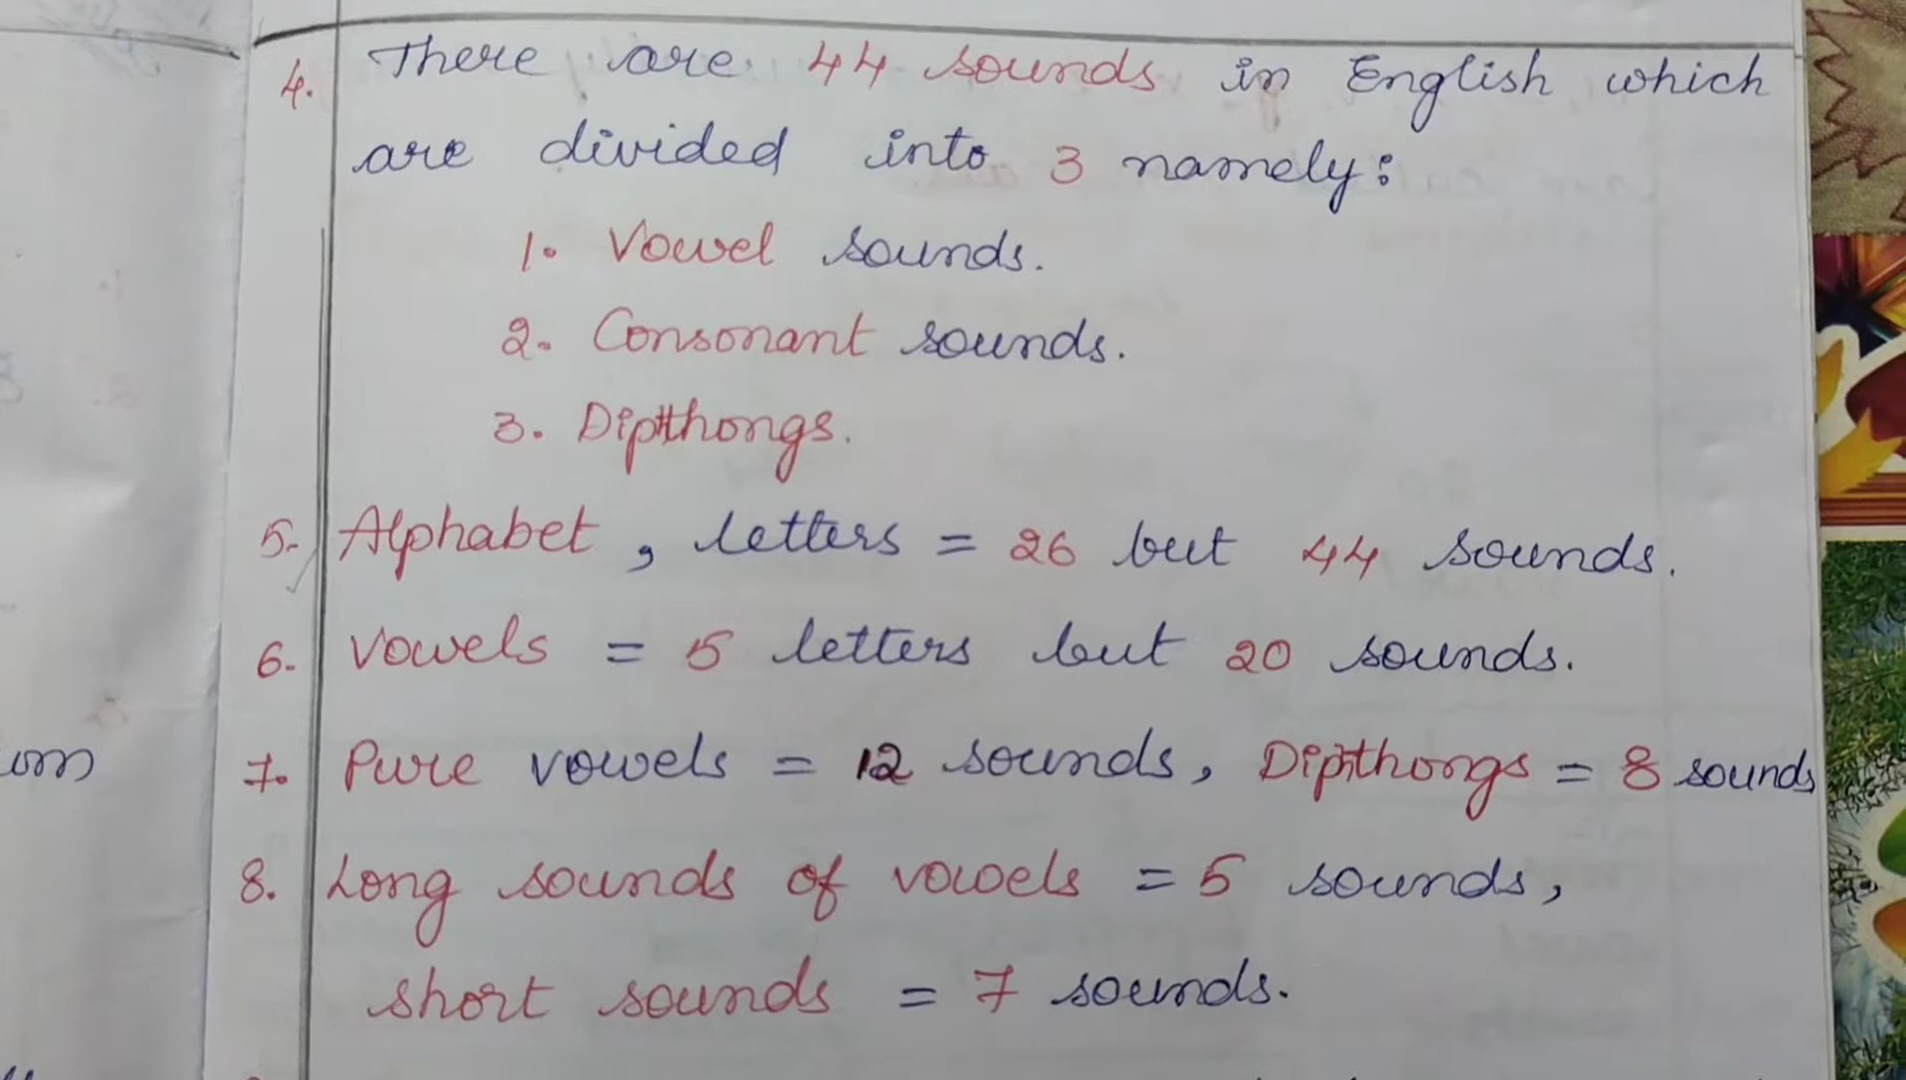 4. There are 44 sounds in English which
are divided into 3 namely:
1. Vowel sounds.
2. Consonant sounds.
3. Dipthongs.
5. Alphabet, letters = 26 but 44 sounds.
6. Vowels = 5 letters but 20 sounds.
7. Pure vowels = 12 sounds, Dipthongs = 8 sounds
8. Long sounds of vowels = 5 sounds,
short sounds = 7 sounds.